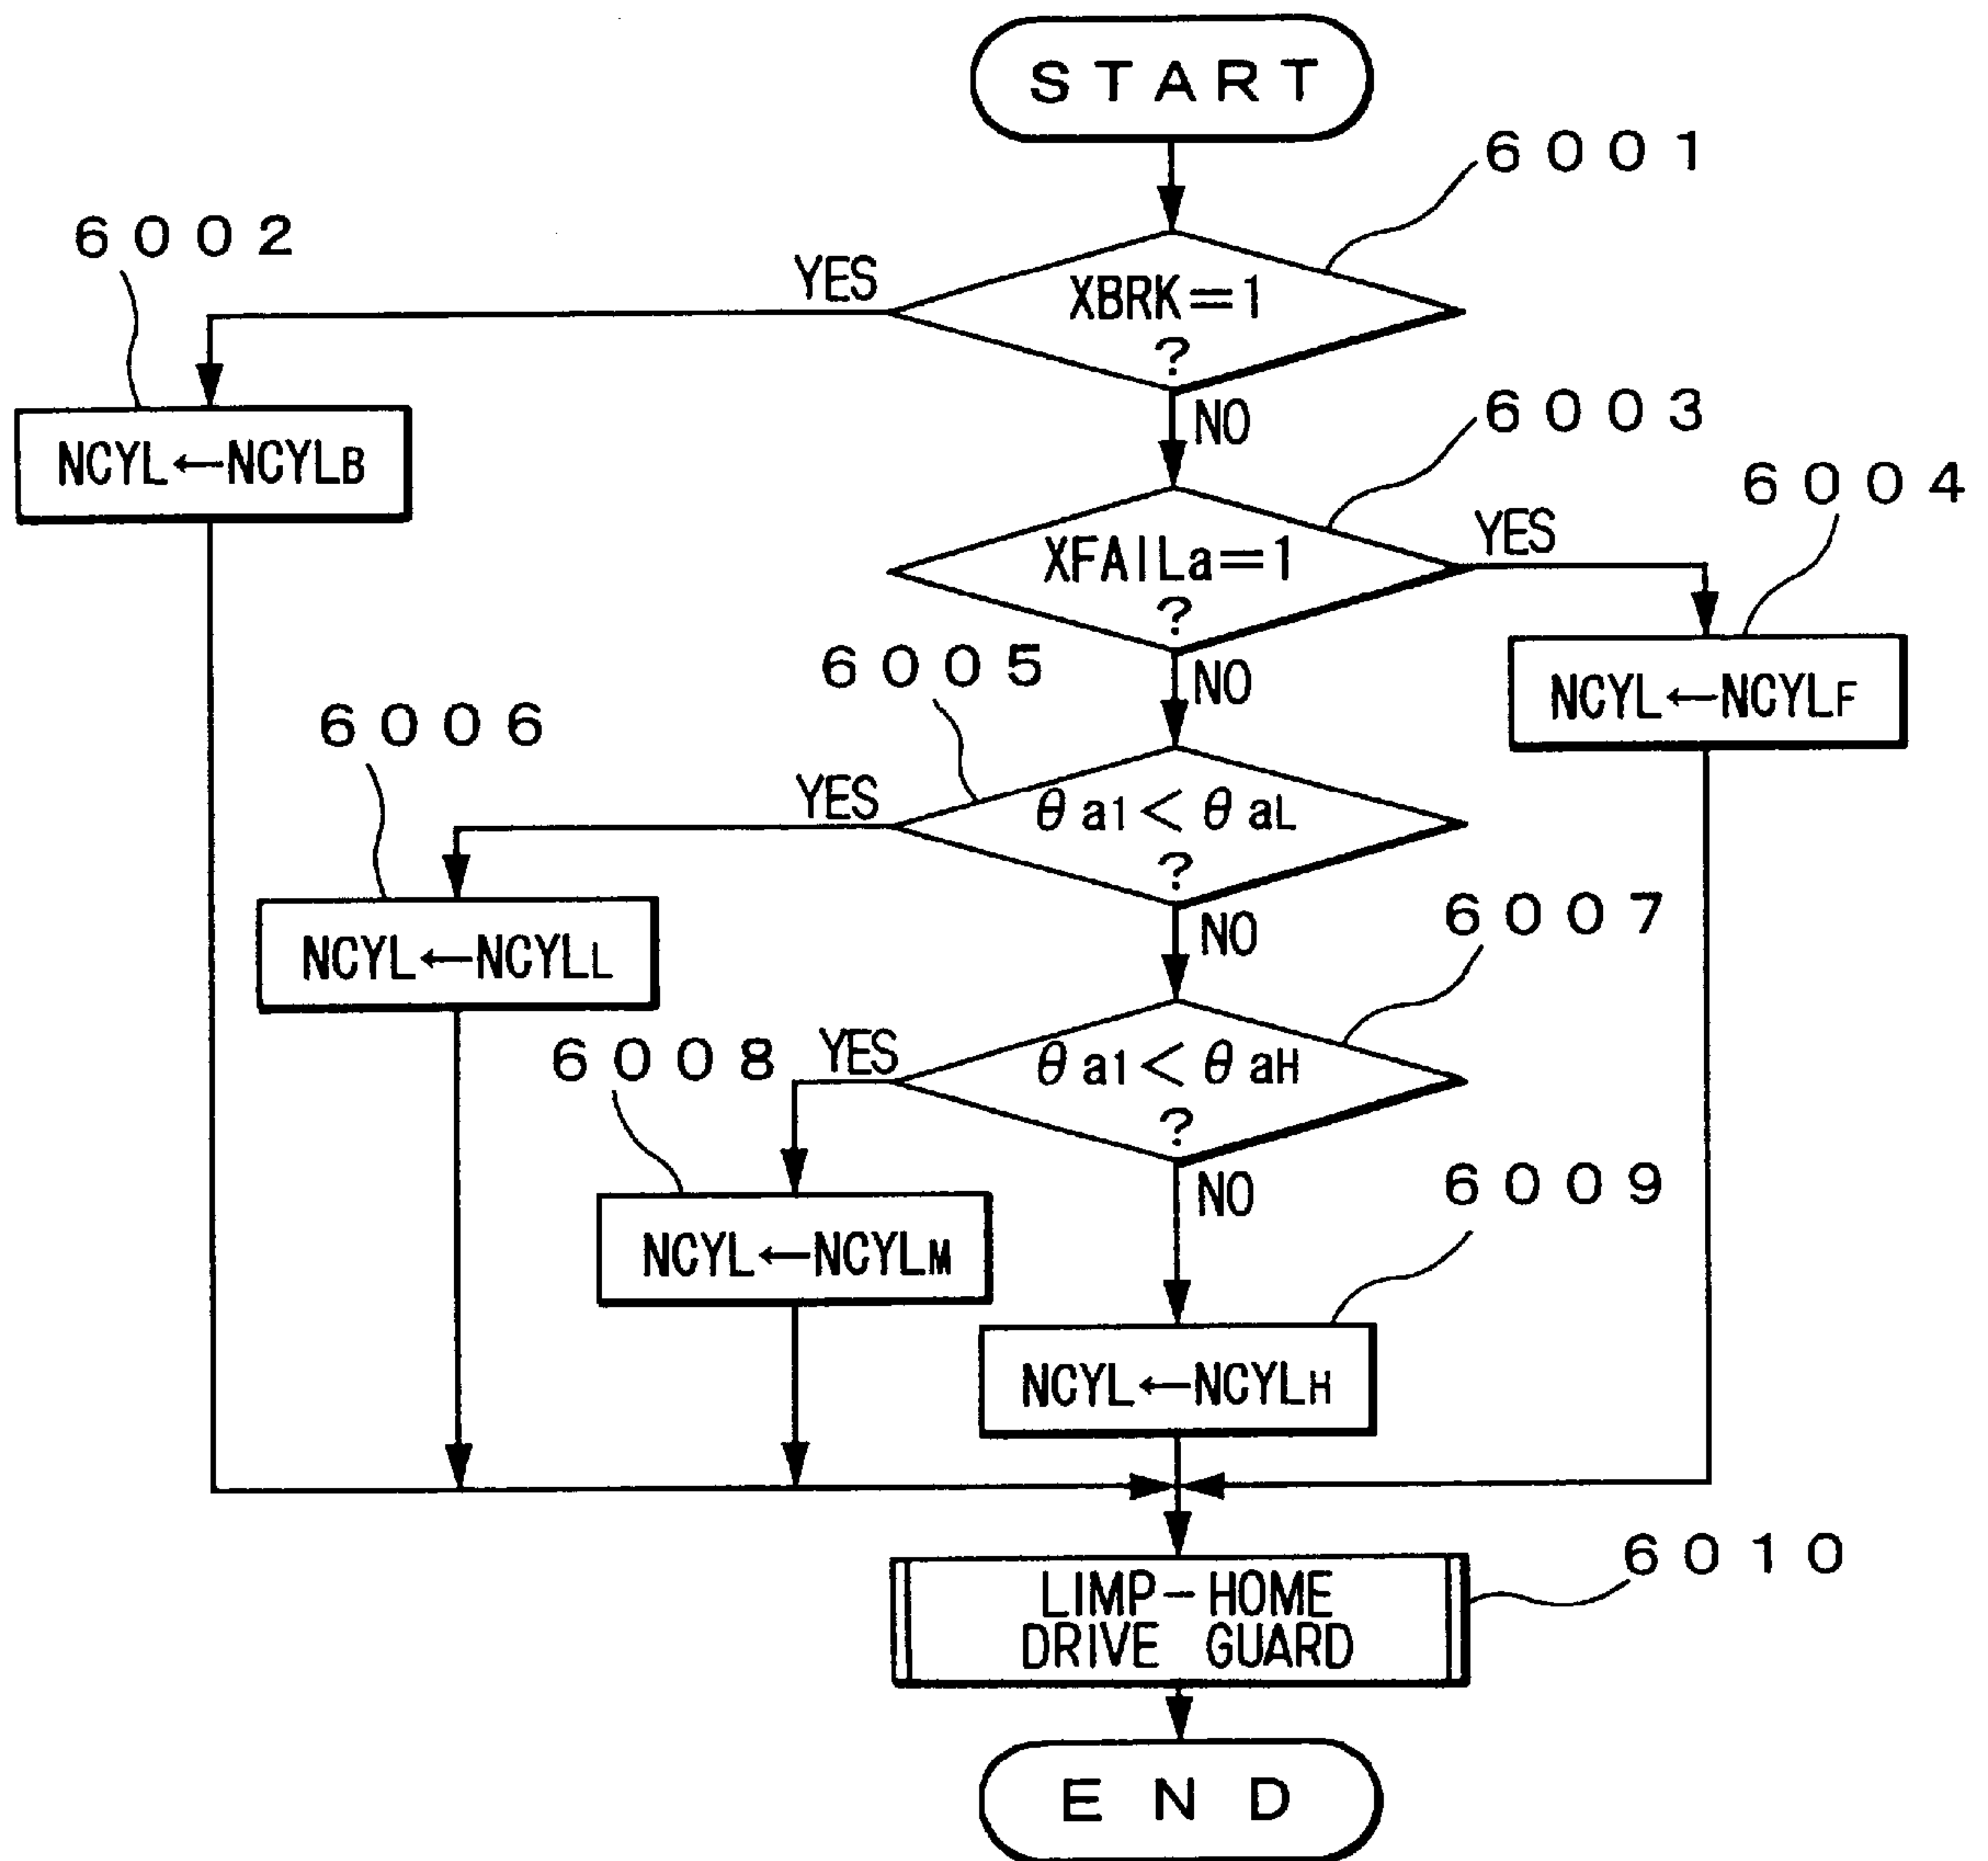 START
6001
6002
YES
XBRK=1
?
NO
6003
NCYL←NCYLB
6004
YES
XFAILa=1
?
NO
6005
NCYL←NCYLF
6006
YES
θa1<θaL
?
NO
6007
NCYL←NCYLL
6008
YES
θa1<θaH
?
NO
6009
NCYL←NCYLM
NCYL←NCYLH
6010
LIMP-HOME
DRIVE GUARD
END